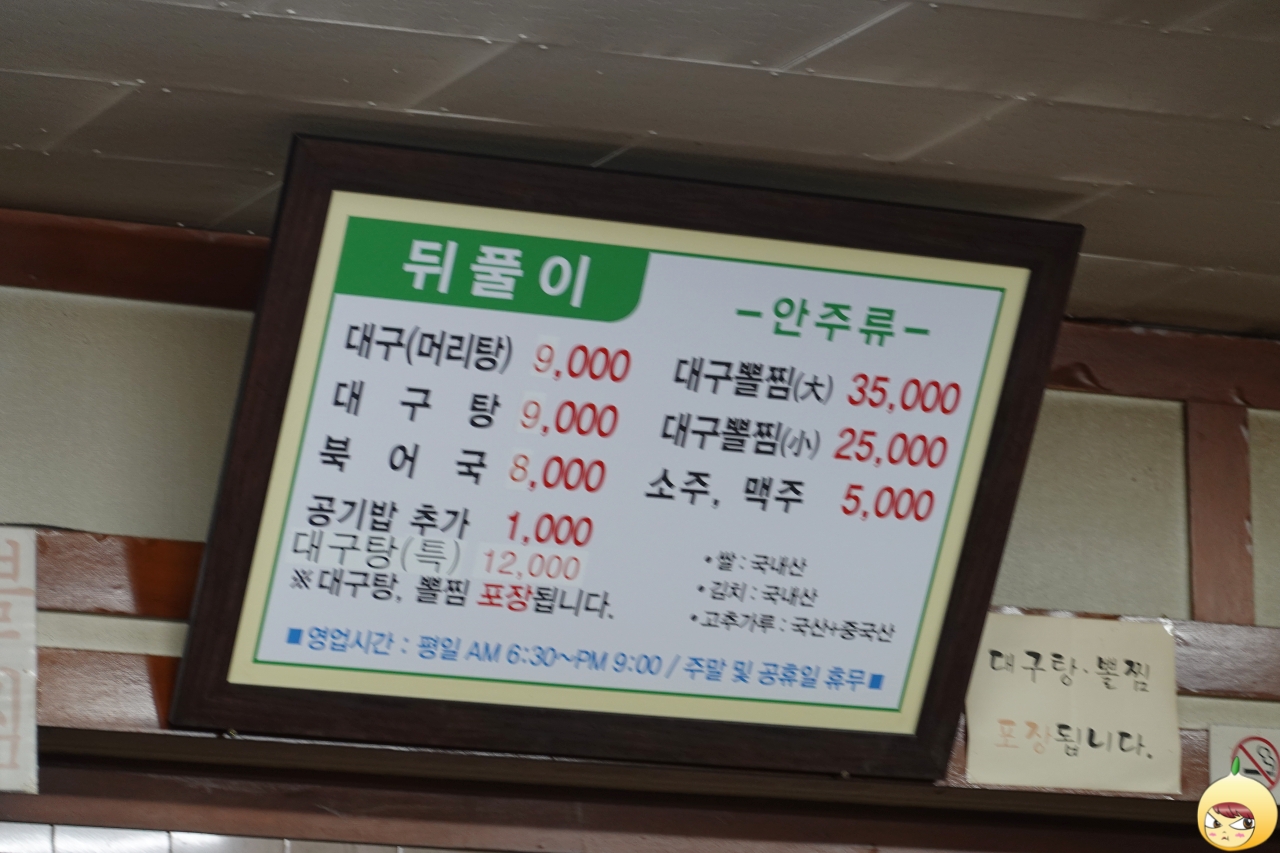 뒤풀이
대구(머리탕) 9,000
대 구 탕 9,000
북 어 국 8,000
공기밥 추가 1,000
대구탕(특) 12,000
※대구탕, 뽈찜 포장됩니다.
-안주류-
대구뽈찜(大) 35,000
대구뽈찜(小) 25,000
소주, 맥주 5,000
•쌀 : 국내산
•김치 : 국내산
•고추가루 : 국산+중국산
■영업시간 : 평일 AM 6:30~PM 9:00 / 주말 및 공휴일 휴무■
대구탕·뽈찜
포장됩니다.